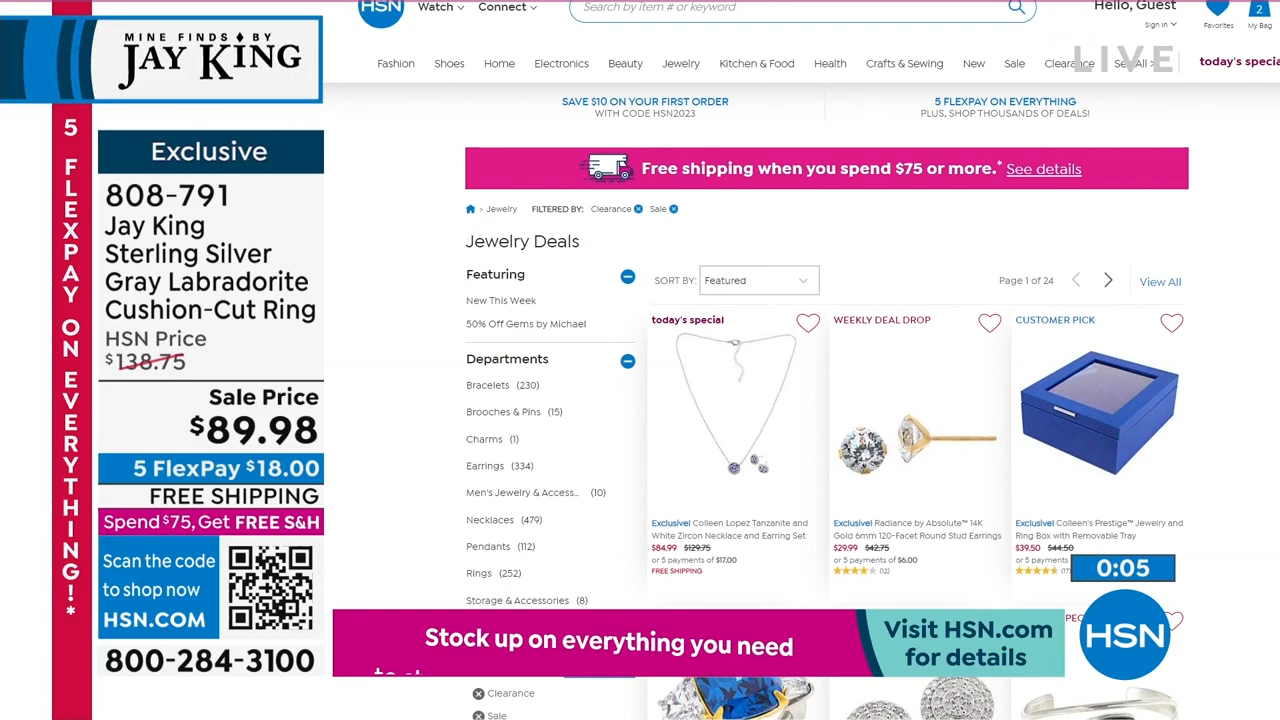 MINE FINDS BY
JAY KING
5 FLEXPAY ON EVERYTHING!*
Exclusive
808-791
Jay King
Sterling Silver
Gray Labradorite
Cushion-Cut Ring
HSN Price
$138.75
Sale Price
$89.98
5 FlexPay $18.00
FREE SHIPPING
Spend $75, Get FREE S&H
Scan the code
to shop now
HSN.COM
800-284-3100
HSN
Watch
Connect
Search by item # or keyword
Hello, Guest
Sign In
Favorites
2
My Bag
Fashion
Shoes
Home
Electronics
Beauty
Jewelry
Kitchen & Food
Health
Crafts & Sewing
New
Sale
Clearance
LIVE
today's specia
SAVE $10 ON YOUR FIRST ORDER
WITH CODE HSN2023
5 FLEXPAY ON EVERYTHING
PLUS, SHOP THOUSANDS OF DEALS!
Free shipping when you spend $75 or more.* See details
> Jewelry
FILTERED BY: Clearance Sale
Jewelry Deals
Featuring
New This Week
50% Off Gems by Michael
Departments
Bracelets (230)
Brooches & Pins (15)
Charms (1)
Earrings (334)
Men's Jewelry & Access... (10)
Necklaces (479)
Pendants (112)
Rings (252)
Storage & Accessories (8)
Clearance
Sale
SORT BY: Featured
Page 1 of 24
View All
today's special
Exclusive! Colleen Lopez Tanzanite and
White Zircon Necklace and Earring Set
$84.99 $129.75
or 5 payments of $17.00
FREE SHIPPING
WEEKLY DEAL DROP
Exclusive! Radiance by Absolute™ 14K
Gold 6mm 120-Facet Round Stud Earrings
$29.99 $42.75
or 5 payments of $6.00
(12)
CUSTOMER PICK
Exclusive! Colleen's Prestige™ Jewelry and
Ring Box with Removable Tray
$39.50 $44.50
or 5 payments
0:05
Stock up on everything you need
Visit HSN.com
for details
HSN